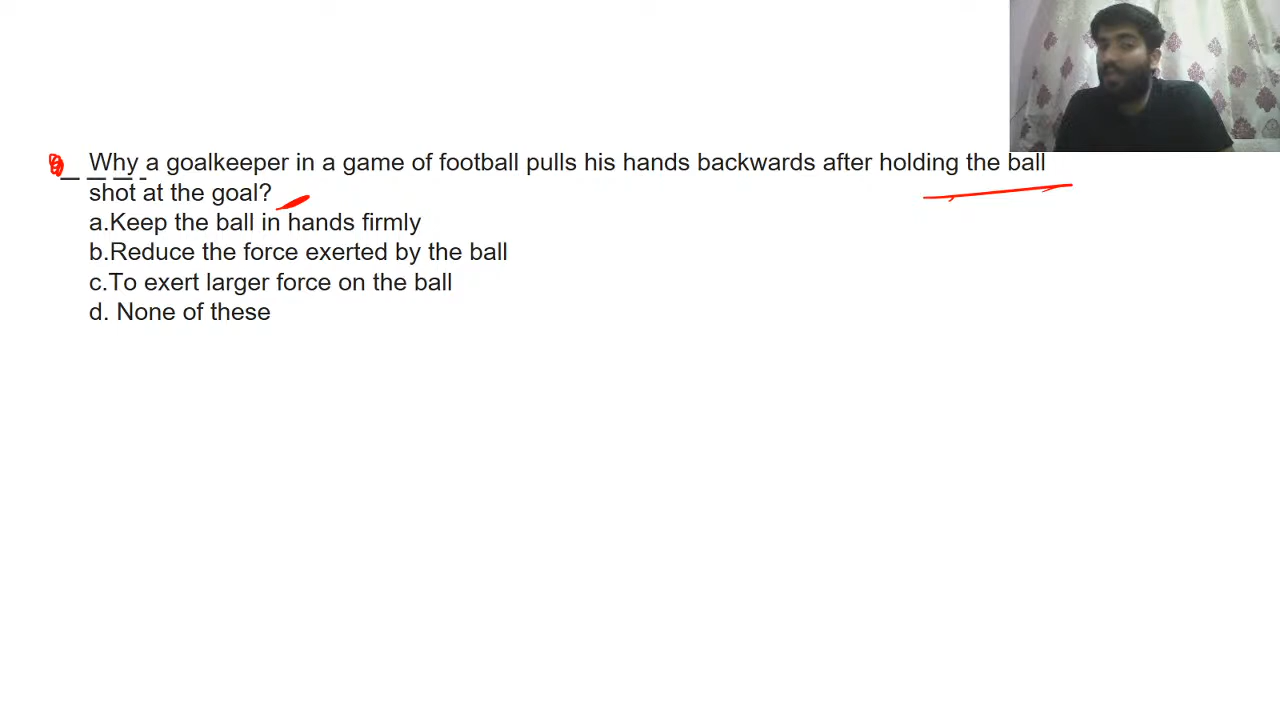 Why a goalkeeper in a game of football pulls his hands backwards after holding the ball
shot at the goal?
a.Keep the ball in hands firmly
b.Reduce the force exerted by the ball
c.To exert larger force on the ball
d. None of these